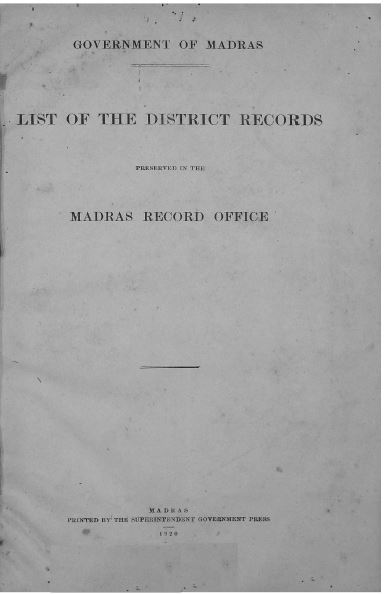 GOVERNMENT OF MADRAS
LIST OF THE DISTRICT RECORDS
PRESERVED IN THE
MADRAS RECORD OFFICE
MADRAS
PRINTED BY THE SUPERINTENDENT GOVERNMENT PRESS
1920